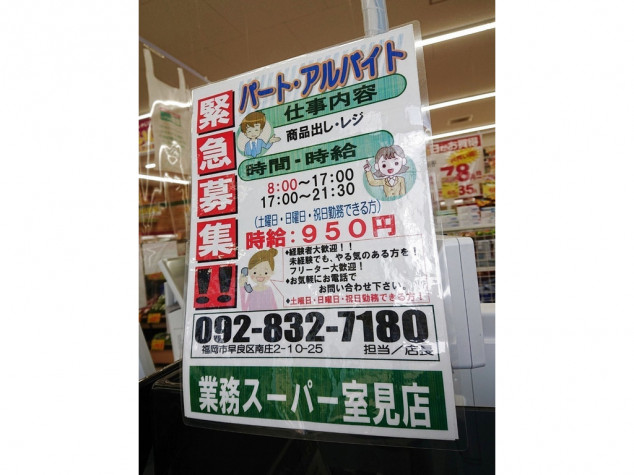 パート・アルバイト
緊急募集!!
仕事内容
商品出し・レジ
時間・時給
8:00〜17:00
17:00〜21:30
(土曜日・日曜日・祝日勤務できる方)
時給:950円
♦経験者大歓迎!!
未経験でも、やる気のある方を!
フリーター大歓迎!
♦お気軽にお電話で
お問い合わせ下さい。
♦土曜日・日曜日・祝日勤務できる方!!
092-832-7180
福岡市早良区南庄2-10-25 担当/店長
業務スーパー室見店
78